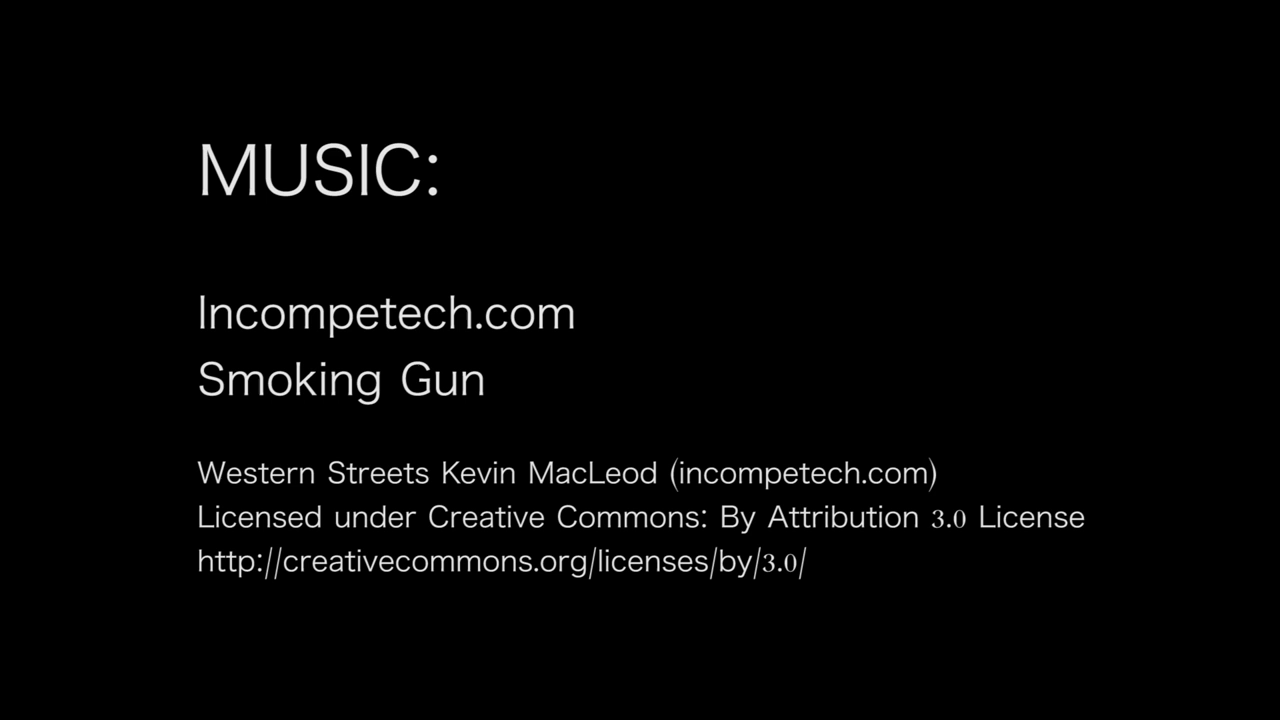 MUSIC:
Incompetech.com
Smoking Gun
Western Streets Kevin MacLeod (incompetech.com)
Licensed under Creative Commons: By Attribution 3.0 License
http://creativecommons.org/licenses/by/3.0/